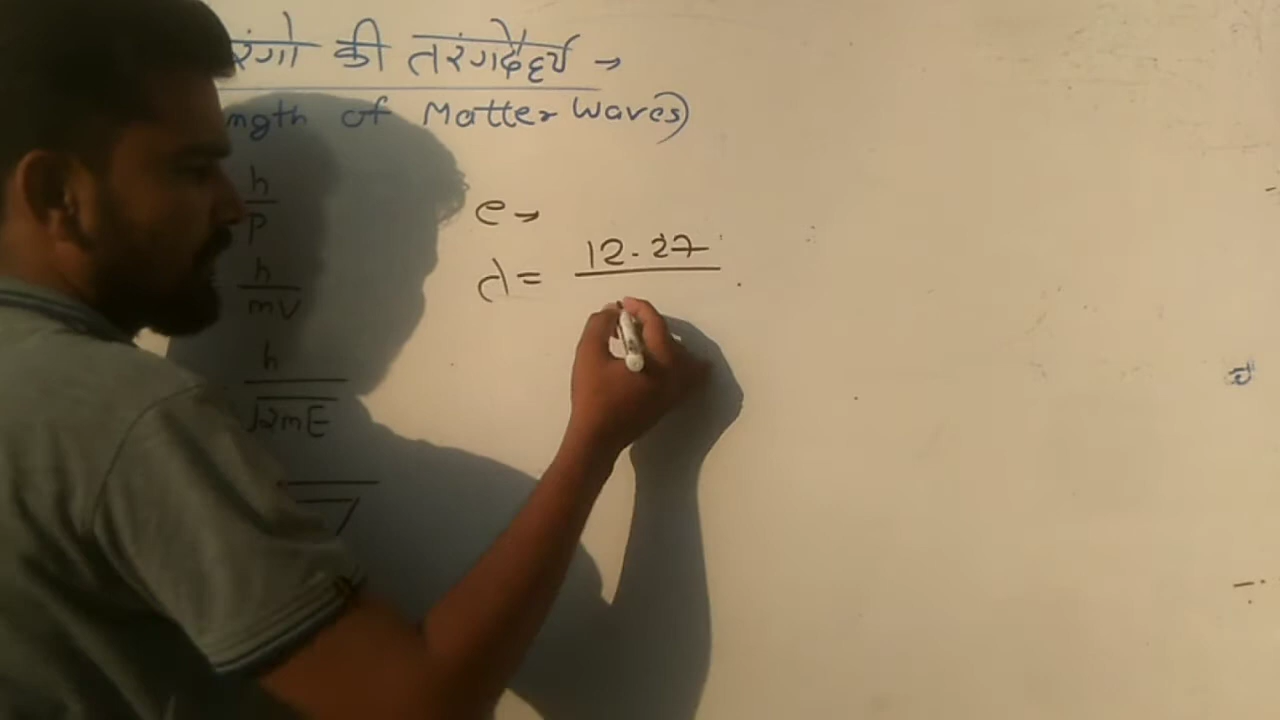 रंगो की तरंगदैर्ध्य →
ngth of Matter Waves)
h
P
h
mV
h
√2mE
e →
λ = 12.27